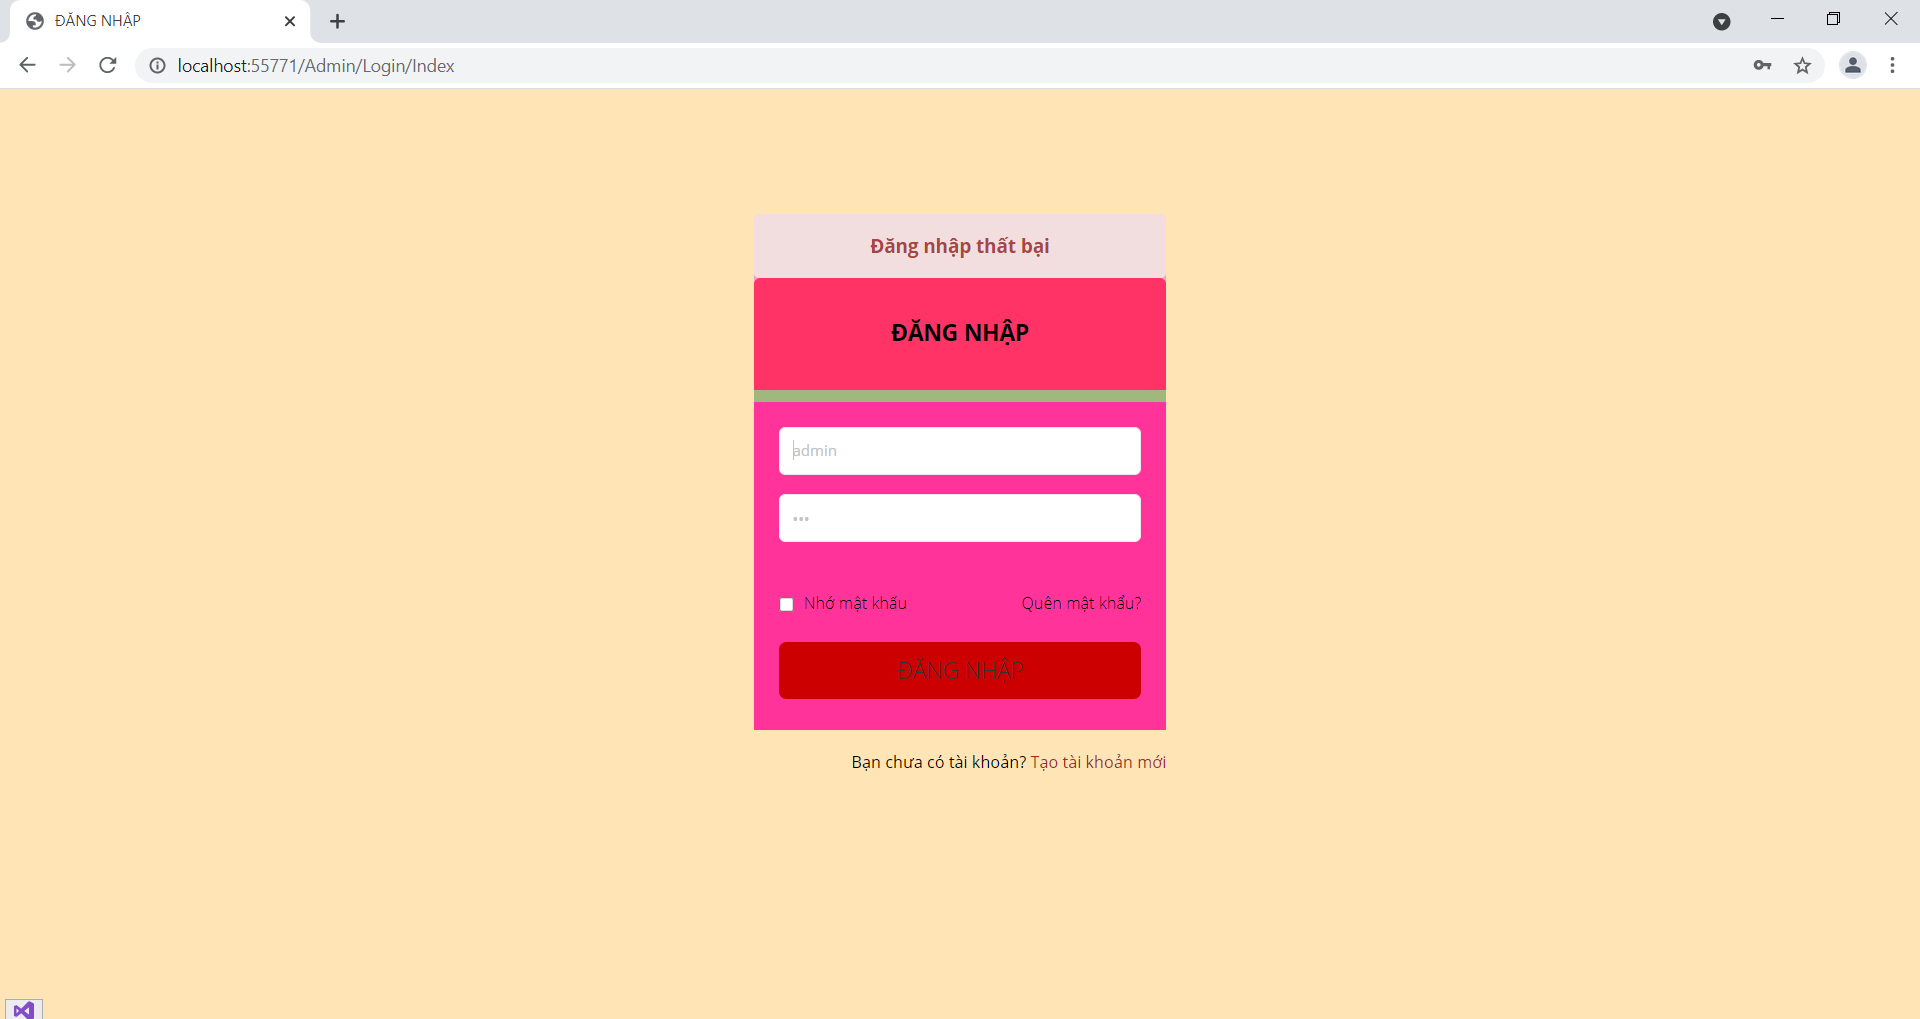 ĐĂNG NHẬP
localhost:55771/Admin/Login/Index
Đăng nhập thất bại
ĐĂNG NHẬP
admin
•••
Nhớ mật khẩu Quên mật khẩu?
ĐĂNG NHẬP
Bạn chưa có tài khoản? Tạo tài khoản mới